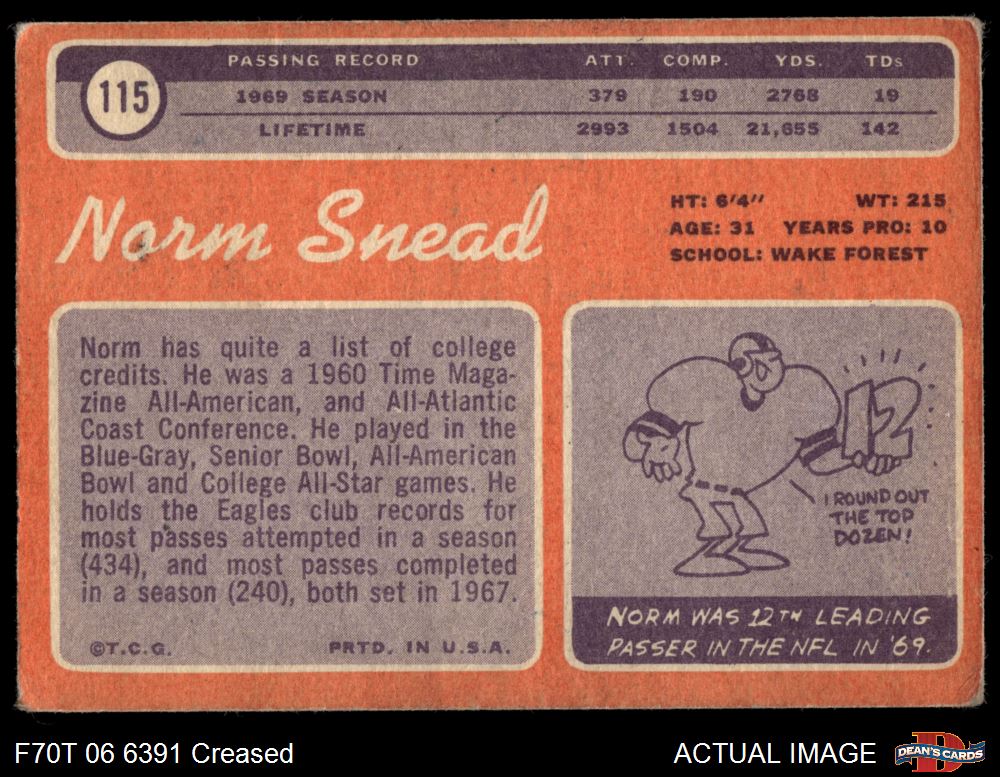 115
PASSING RECORD ATT. COMP. YDS. TDs
1969 SEASON 379 190 2768 19
LIFETIME 2993 1504 21,655 142
Norm Snead
HT: 6'4" WT: 215
AGE: 31 YEARS PRO: 10
SCHOOL: WAKE FOREST
Norm has quite a list of college
credits. He was a 1960 Time Maga-
zine All-American, and All-Atlantic
Coast Conference. He played in the
Blue-Gray, Senior Bowl, All-American
Bowl and College All-Star games. He
holds the Eagles club records for
most passes attempted in a season
(434), and most passes completed
in a season (240), both set in 1967.
©T.C.G. PRTD. IN U.S.A.
12
I ROUND OUT
THE TOP
DOZEN!
NORM WAS 12TH LEADING
PASSER IN THE NFL IN '69.
F70T 06 6391 Creased
ACTUAL IMAGE
DEAN'S CARDS